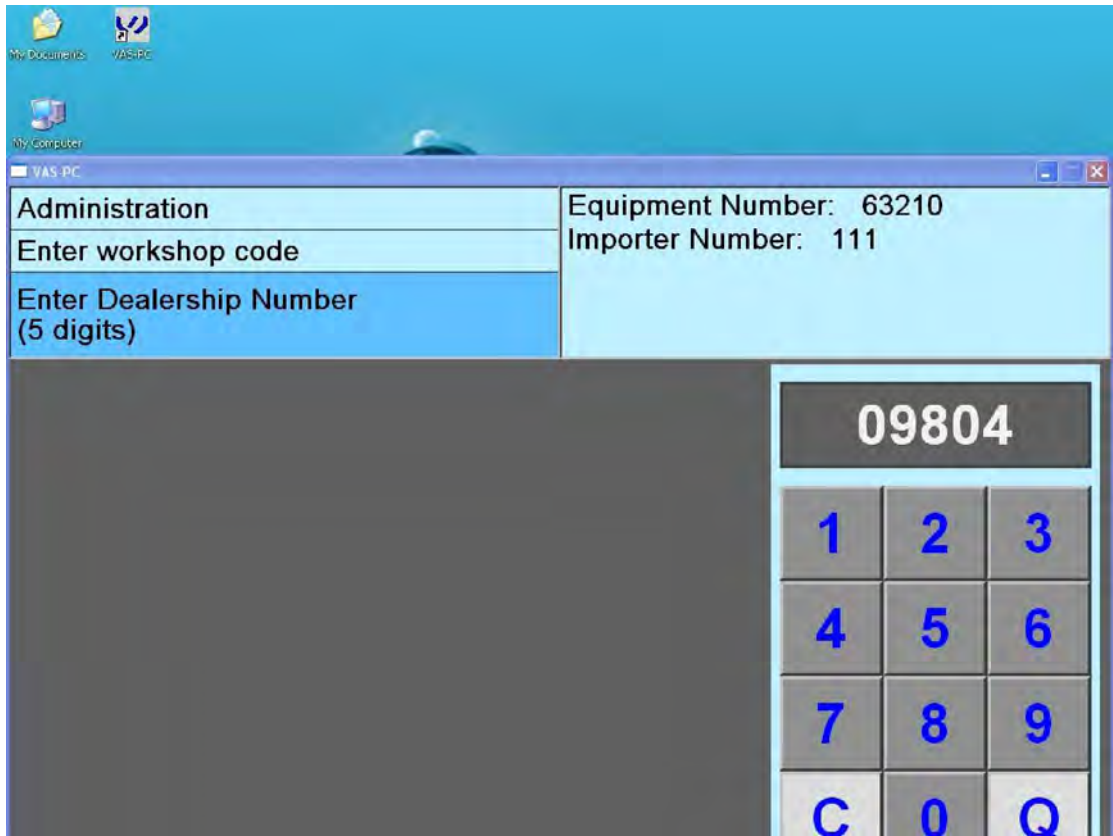 My Documents
VAS-PC
My Computer
VAS-PC
Administration
Enter workshop code
Enter Dealership Number
(5 digits)
Equipment Number: 63210
Importer Number: 111
09804
1 2 3
4 5 6
7 8 9
C 0 Q